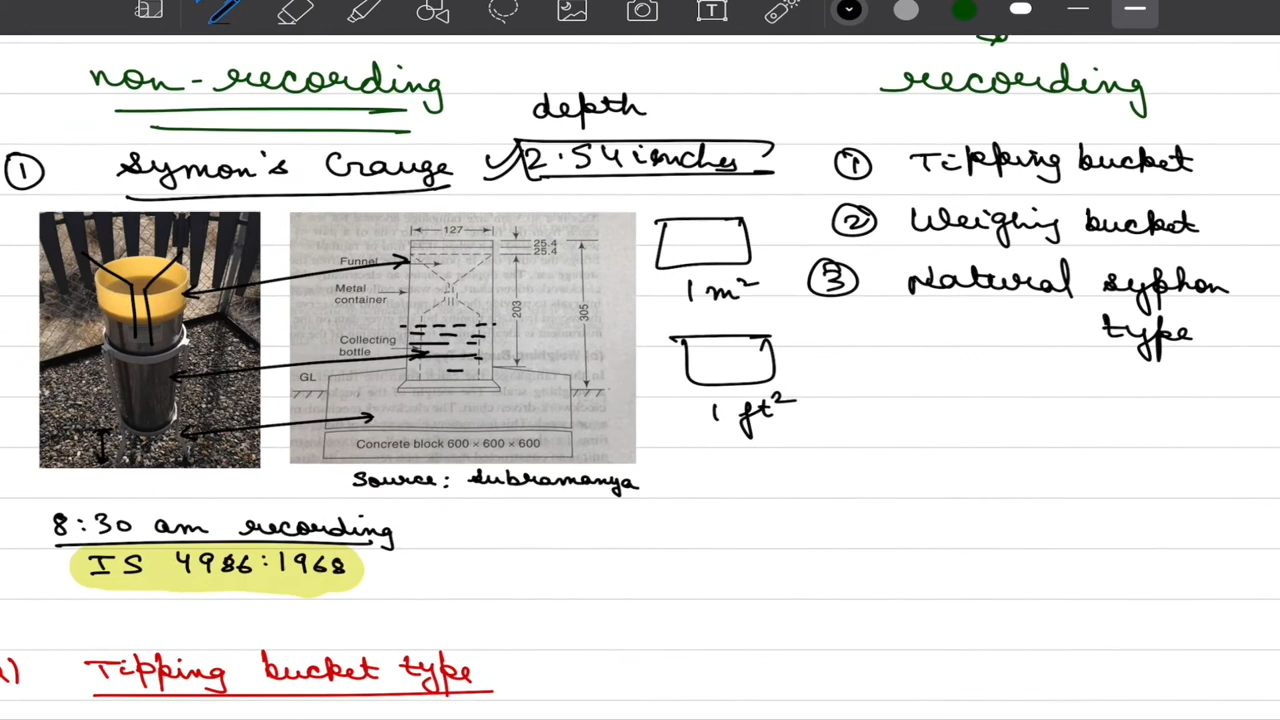 non-recording
recording
depth
① Symon's Gauge ✓ 2.54 inches
① Tipping bucket
② Weighing bucket
③ Natural syphon
type
127
25.4
25.4
Funnel
Metal
container
203
305
Collecting
bottle
GL
Concrete block 600 × 600 × 600
1 m²
1 ft²
Source: Subramanya
8:30 am recording
IS 4986:1968
) Tipping bucket type